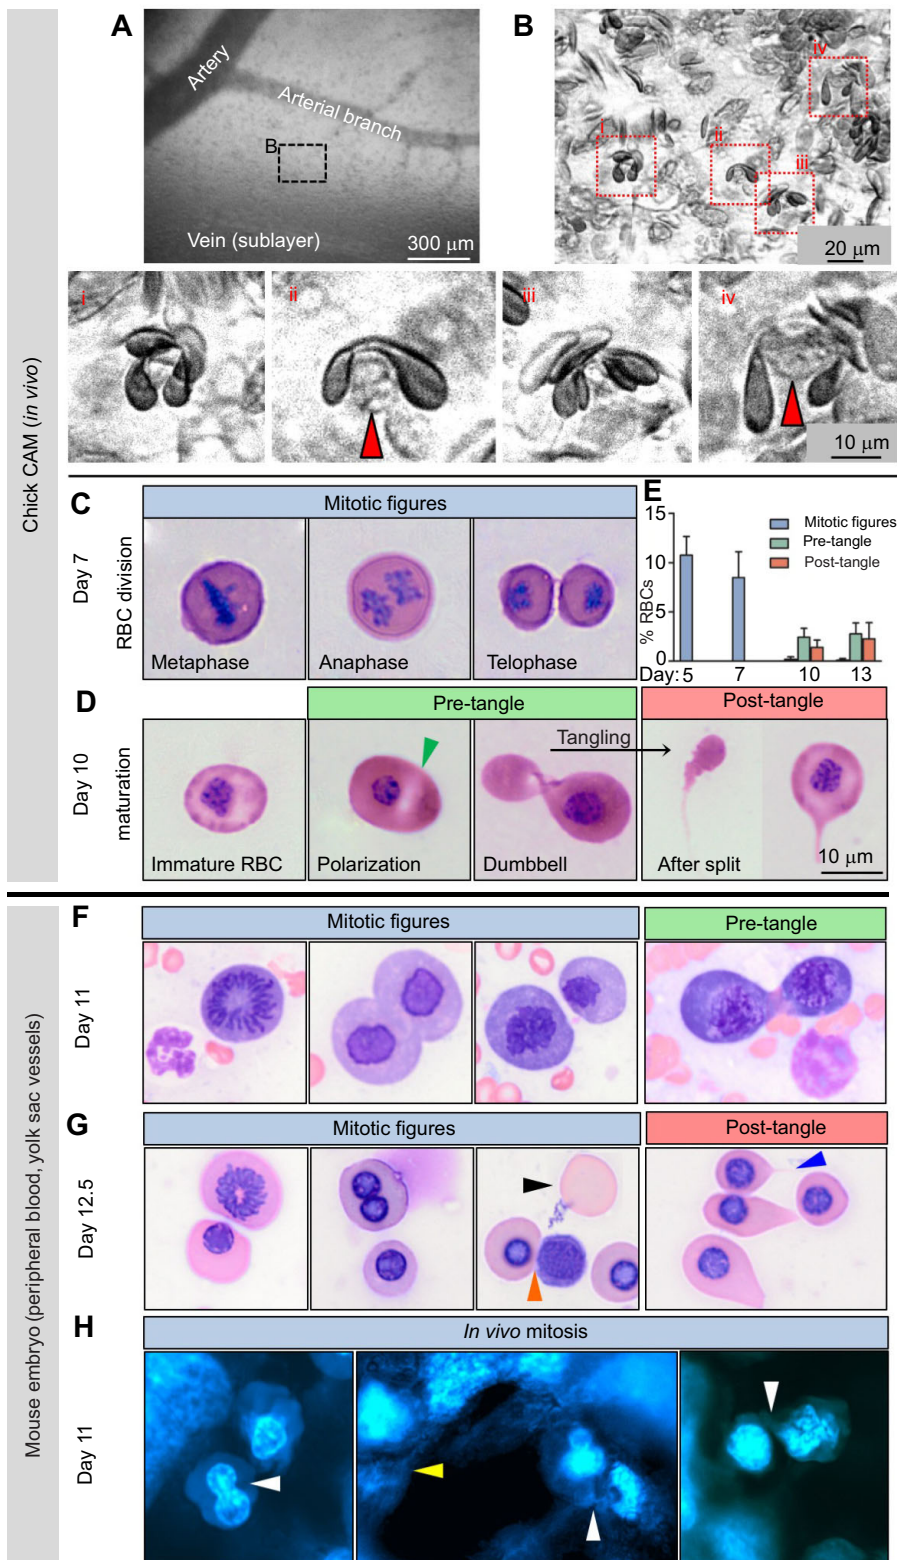 A
Artery
Arterial branch
B
Vein (sublayer)
300 μm
B
i
ii
iii
iv
20 μm
i
ii
iii
iv
10 μm
Chick CAM (in vivo)
C
Mitotic figures
Day 7
RBC division
Metaphase
Anaphase
Telophase
E
15
10
5
0
% RBCs
Mitotic figures
Pre-tangle
Post-tangle
Day: 5 7 10 13
D
Pre-tangle
Post-tangle
Day 10
maturation
Tangling
Immature RBC
Polarization
Dumbbell
After split
10 μm
Mouse embryo (peripheral blood, yolk sac vessels)
F
Mitotic figures
Pre-tangle
Day 11
G
Mitotic figures
Post-tangle
Day 12.5
H
In vivo mitosis
Day 11